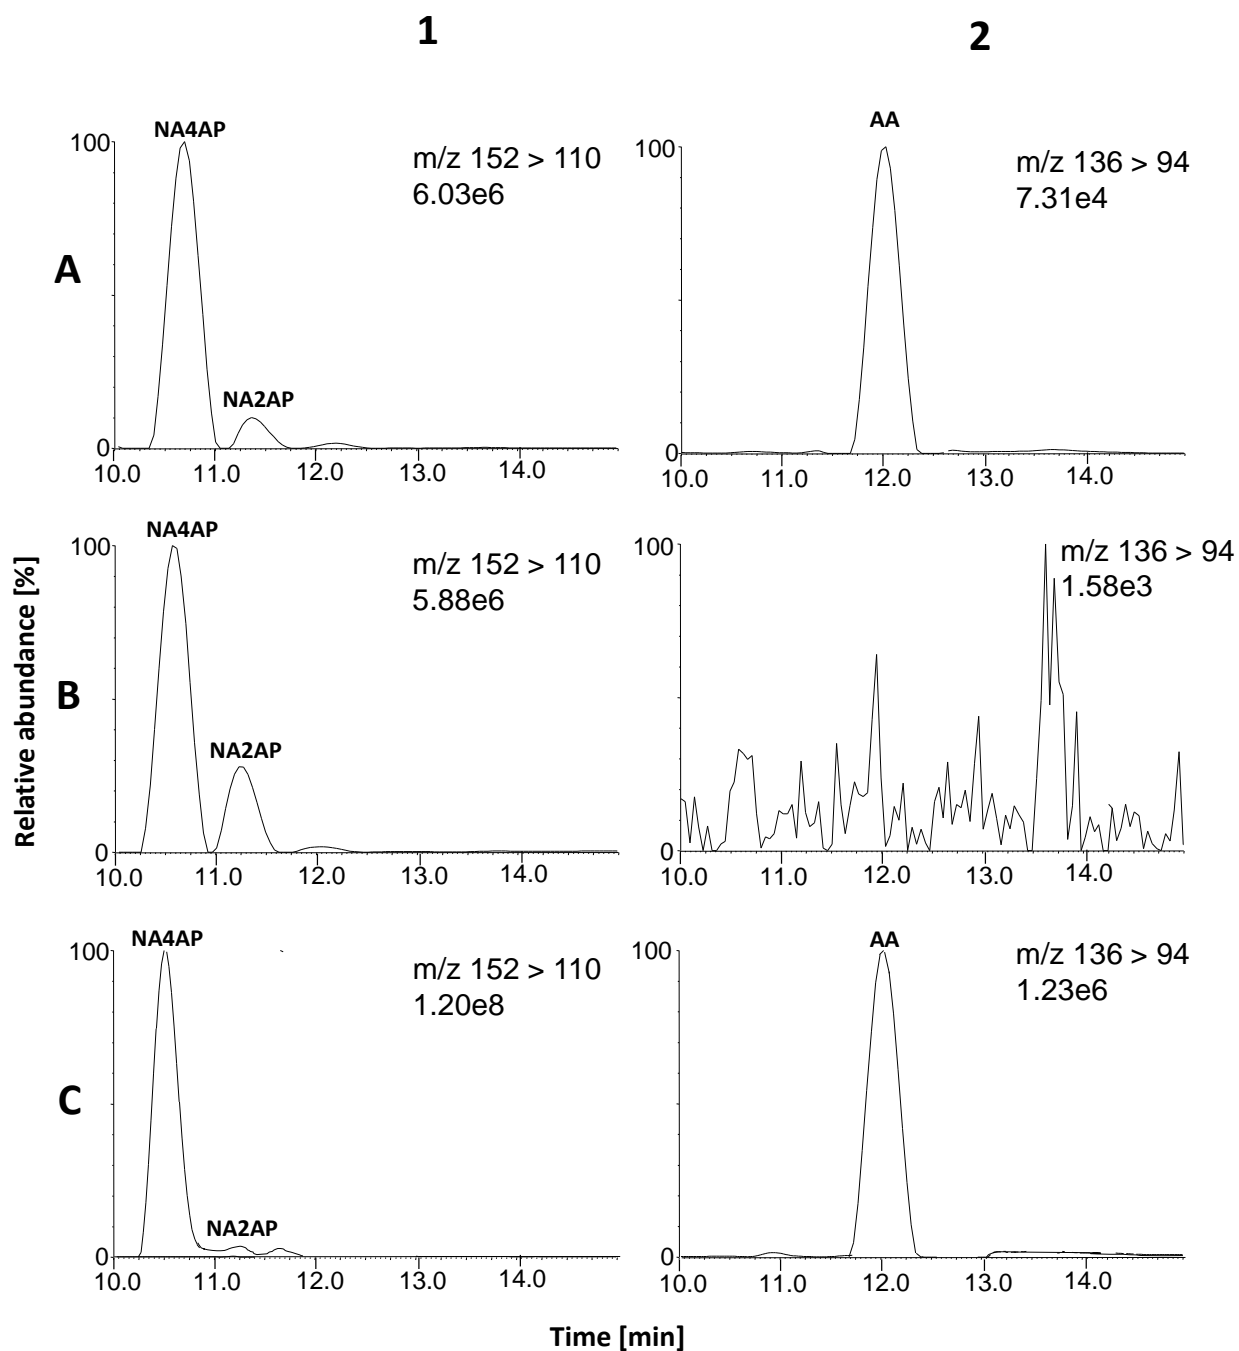 1
2
NA4AP
100
m/z 152 > 110
6.03e6
A
NA2AP
0
10.0 11.0 12.0 13.0 14.0
AA
100
m/z 136 > 94
7.31e4
0
10.0 11.0 12.0 13.0 14.0
Relative abundance [%]
NA4AP
100
m/z 152 > 110
5.88e6
B
NA2AP
0
10.0 11.0 12.0 13.0 14.0
100
m/z 136 > 94
1.58e3
0
10.0 11.0 12.0 13.0 14.0
NA4AP
100
m/z 152 > 110
1.20e8
C
NA2AP
0
10.0 11.0 12.0 13.0 14.0
AA
100
m/z 136 > 94
1.23e6
0
10.0 11.0 12.0 13.0 14.0
Time [min]